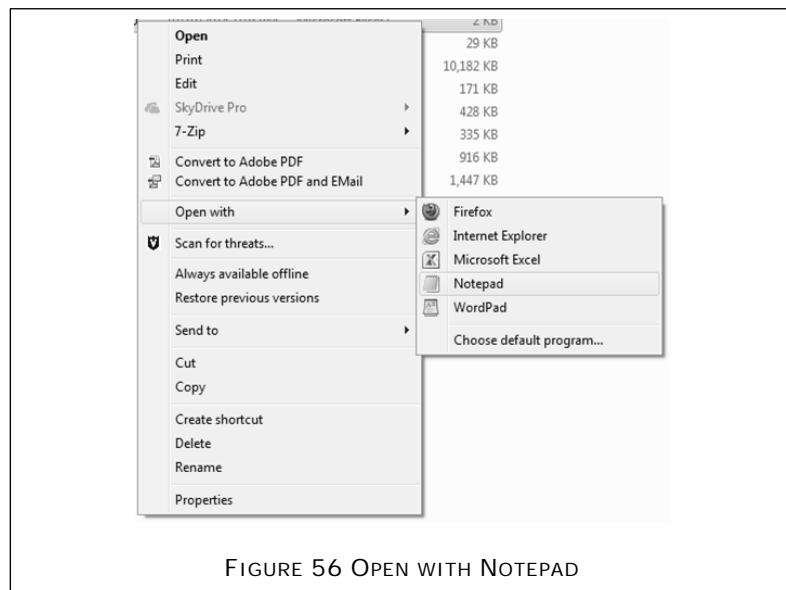 2 KB
Open
29 KB
Print
10,182 KB
Edit
171 KB
SkyDrive Pro
428 KB
7-Zip
335 KB
Convert to Adobe PDF
916 KB
Convert to Adobe PDF and EMail
1,447 KB
Open with
Firefox
Internet Explorer
Microsoft Excel
Notepad
WordPad
Choose default program...
Scan for threats...
Always available offline
Restore previous versions
Send to
Cut
Copy
Create shortcut
Delete
Rename
Properties
FIGURE 56 OPEN WITH NOTEPAD